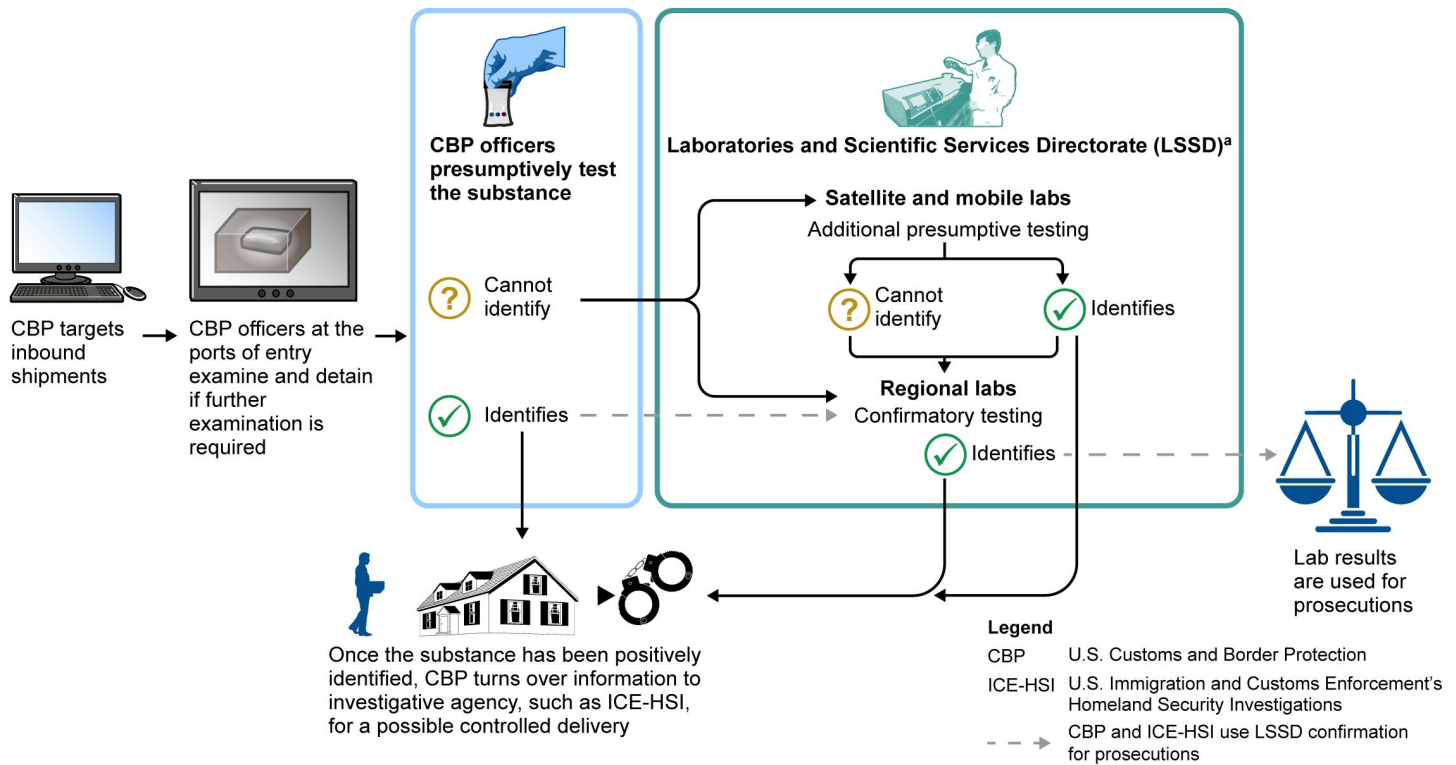 CBP targets
inbound
shipments
CBP officers at the
ports of entry
examine and detain
if further
examination is
required
CBP officers
presumptively test
the substance
?
Cannot
identify
Identifies
Laboratories and Scientific Services Directorate (LSSD)a
Satellite and mobile labs
Additional presumptive testing
?
Cannot
identify
Identifies
Regional labs
Confirmatory testing
Identifies
Lab results
are used for
prosecutions
Once the substance has been positively
identified, CBP turns over information to
investigative agency, such as ICE-HSI,
for a possible controlled delivery
Legend
CBP U.S. Customs and Border Protection
ICE-HSI U.S. Immigration and Customs Enforcement’s
Homeland Security Investigations
CBP and ICE-HSI use LSSD confirmation
for prosecutions